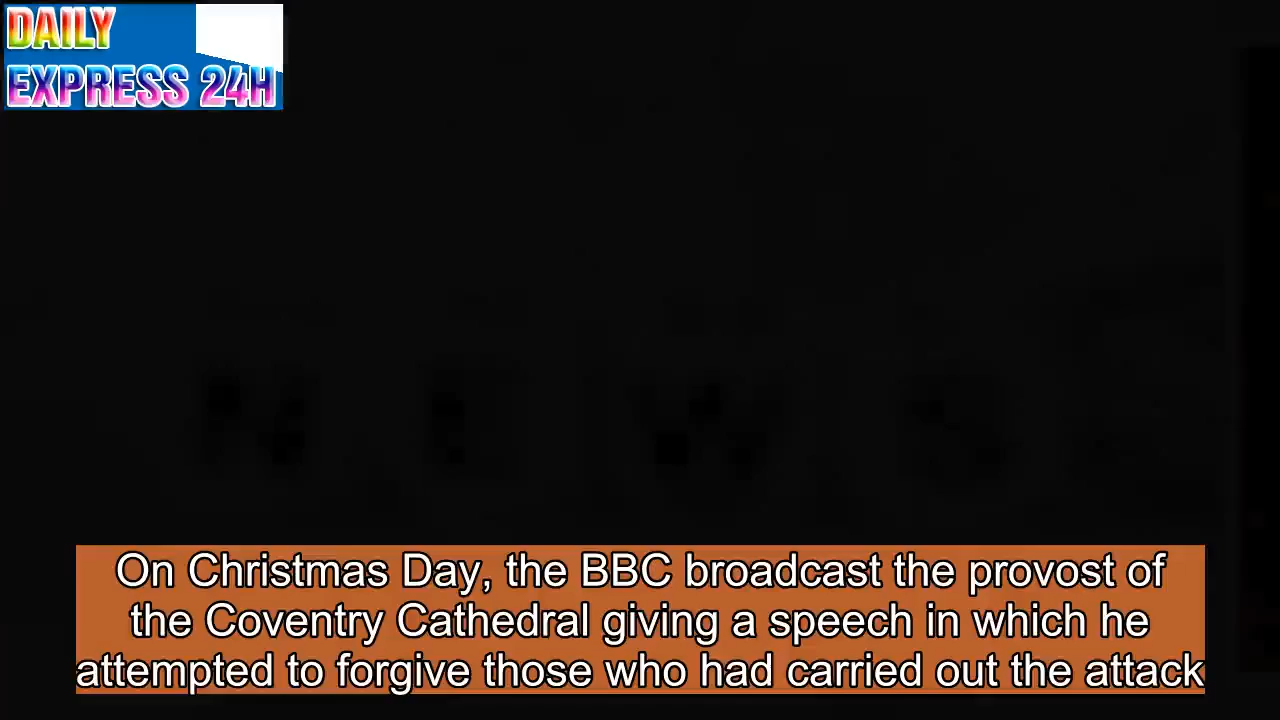 DAILY
EXPRESS 24H
On Christmas Day, the BBC broadcast the provost of
the Coventry Cathedral giving a speech in which he
attempted to forgive those who had carried out the attack